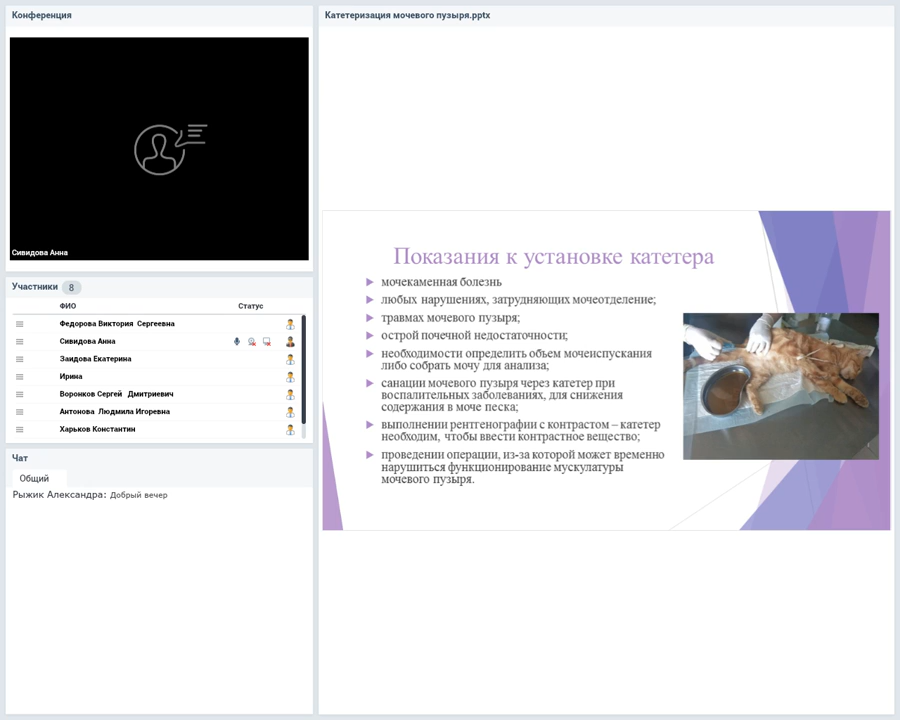 Конференция
Сивидова Анна
Участники 8
ФИО Статус
Федорова Виктория Сергеевна
Сивидова Анна
Заидова Екатерина
Ирина
Воронков Сергей Дмитриевич
Антонова Людмила Игоревна
Харьков Константин
Чат
Общий
Рыжик Александра: Добрый вечер
Катетеризация мочевого пузыря.pptx
Показания к установке катетера
мочекаменная болезнь
любых нарушениях, затрудняющих мочеотделение;
травмах мочевого пузыря;
острой почечной недостаточности;
необходимости определить объем мочеиспускания
либо собрать мочу для анализа;
санации мочевого пузыря через катетер при
воспалительных заболеваниях, для снижения
содержания в моче песка;
выполнении рентгенографии с контрастом – катетер
необходим, чтобы ввести контрастное вещество;
проведении операции, из-за которой может временно
нарушиться функционирование мускулатуры
мочевого пузыря.